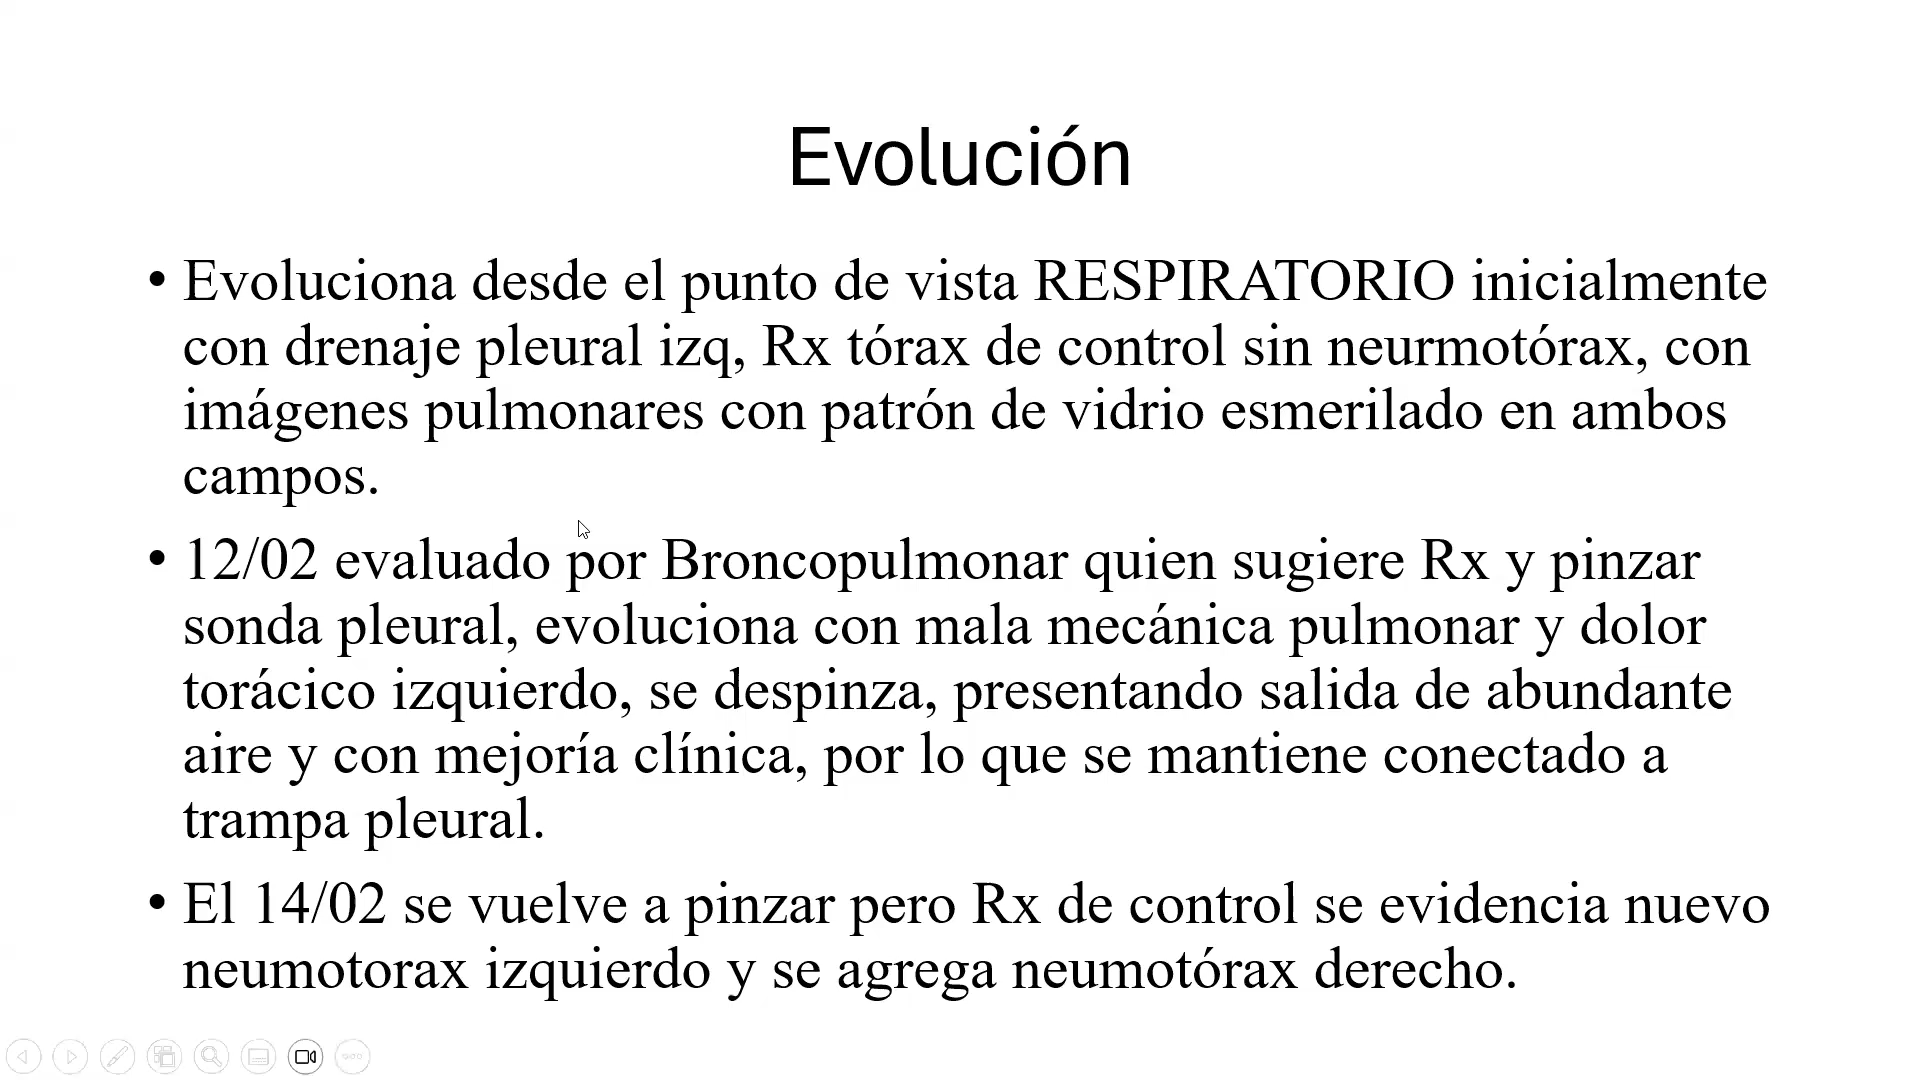 Evolución
• Evoluciona desde el punto de vista RESPIRATORIO inicialmente
con drenaje pleural izq, Rx tórax de control sin neurmotórax, con
imágenes pulmonares con patrón de vidrio esmerilado en ambos
campos.
• 12/02 evaluado por Broncopulmonar quien sugiere Rx y pinzar
sonda pleural, evoluciona con mala mecánica pulmonar y dolor
torácico izquierdo, se despinza, presentando salida de abundante
aire y con mejoría clínica, por lo que se mantiene conectado a
trampa pleural.
• El 14/02 se vuelve a pinzar pero Rx de control se evidencia nuevo
neumotorax izquierdo y se agrega neumotórax derecho.